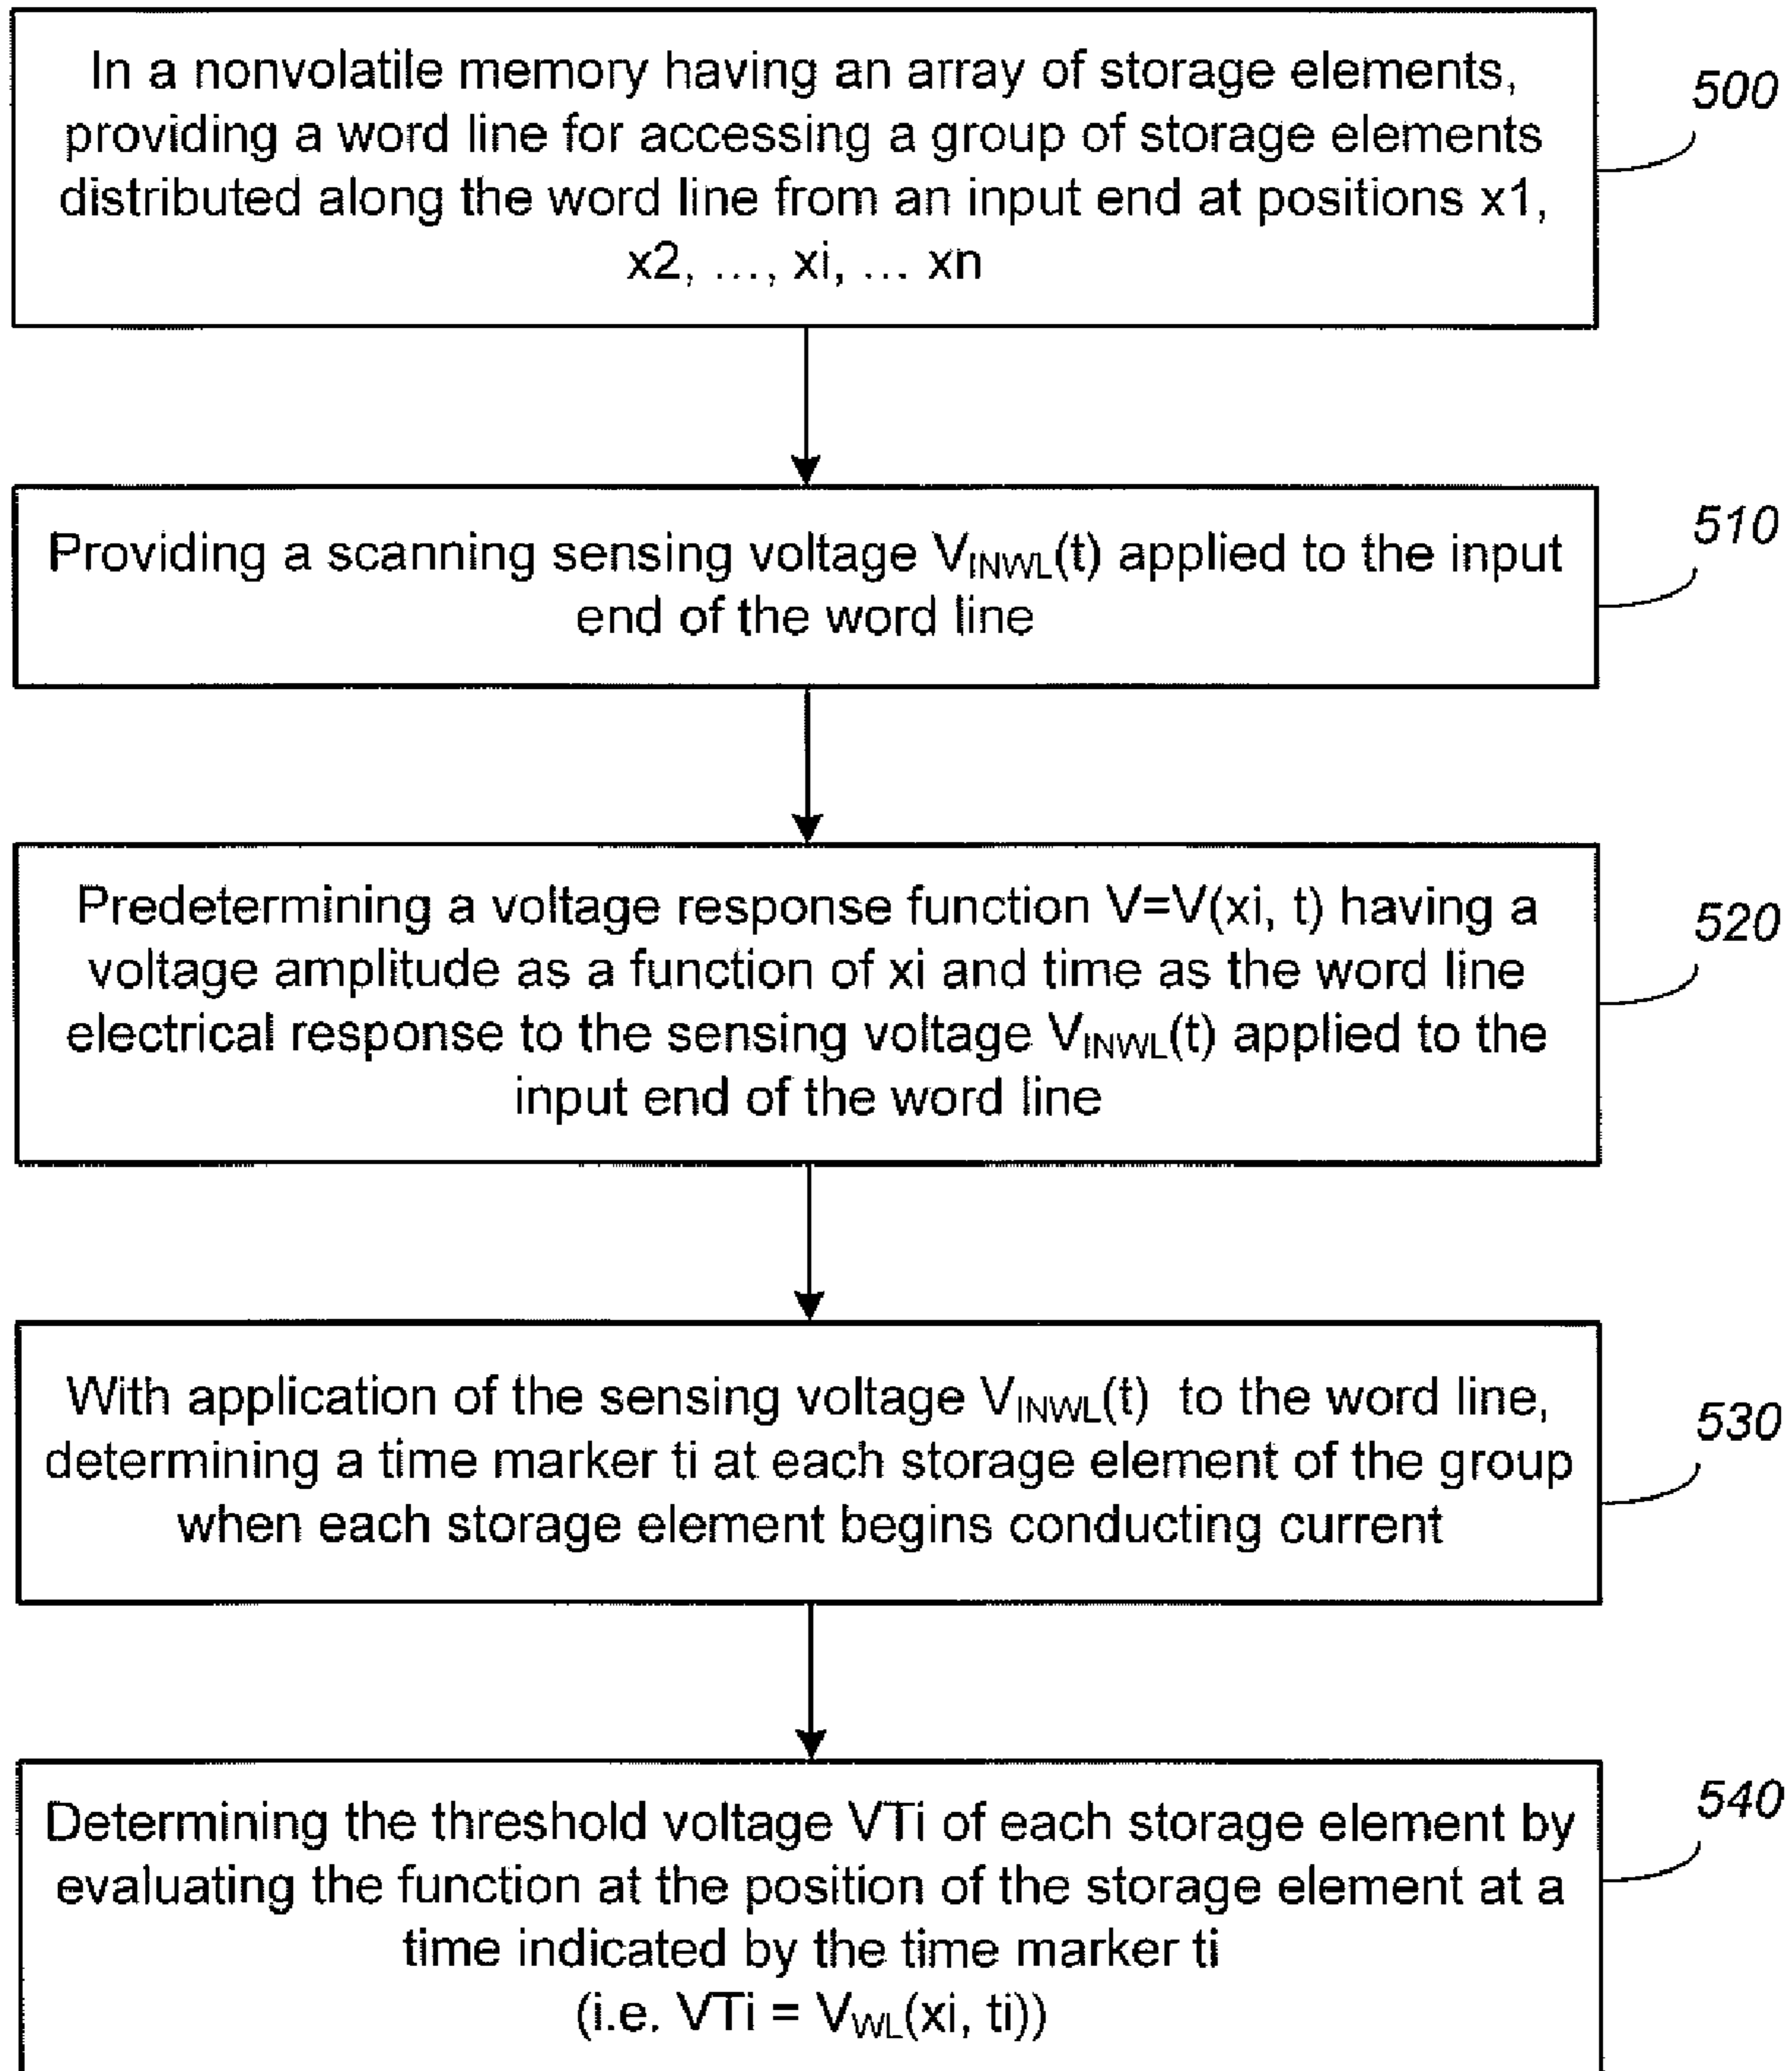 In a nonvolatile memory having an array of storage elements,
providing a word line for accessing a group of storage elements
distributed along the word line from an input end at positions x1,
x2, ..., xi, ... xn
500
Providing a scanning sensing voltage VINWL(t) applied to the input
end of the word line
510
Predetermining a voltage response function V=V(xi, t) having a
voltage amplitude as a function of xi and time as the word line
electrical response to the sensing voltage VINWL(t) applied to the
input end of the word line
520
With application of the sensing voltage VINWL(t) to the word line,
determining a time marker ti at each storage element of the group
when each storage element begins conducting current
530
Determining the threshold voltage VTi of each storage element by
evaluating the function at the position of the storage element at a
time indicated by the time marker ti
(i.e. VTi = VWL(xi, ti))
540